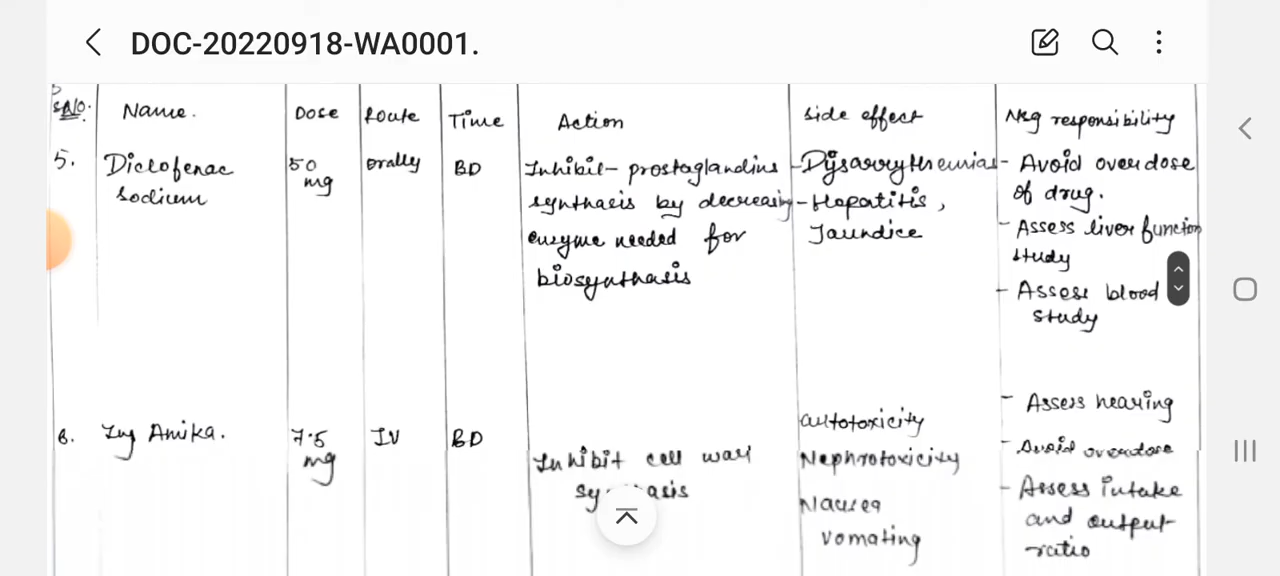 DOC-20220918-WA0001.
S.No. Name. Dose Route Time Action Side effect Nsg responsibility
5. Diclofenac 50 orally BD Inhibit- prostaglandins - Dysarrythemias - Avoid overdose
sodium mg synthesis by decreasing - Hepatitis, of drug.
enzyme needed for Jaundice - Assess liver function
biosynthesis study
- Assess blood
study
- Assess hearing
6. Inj Amika. 7.5 IV BD autotoxicity - Avoid overdose
mg Inhibit cell wall Nephrotoxicity
- Assess intake
Nausea and output
vomating ratio